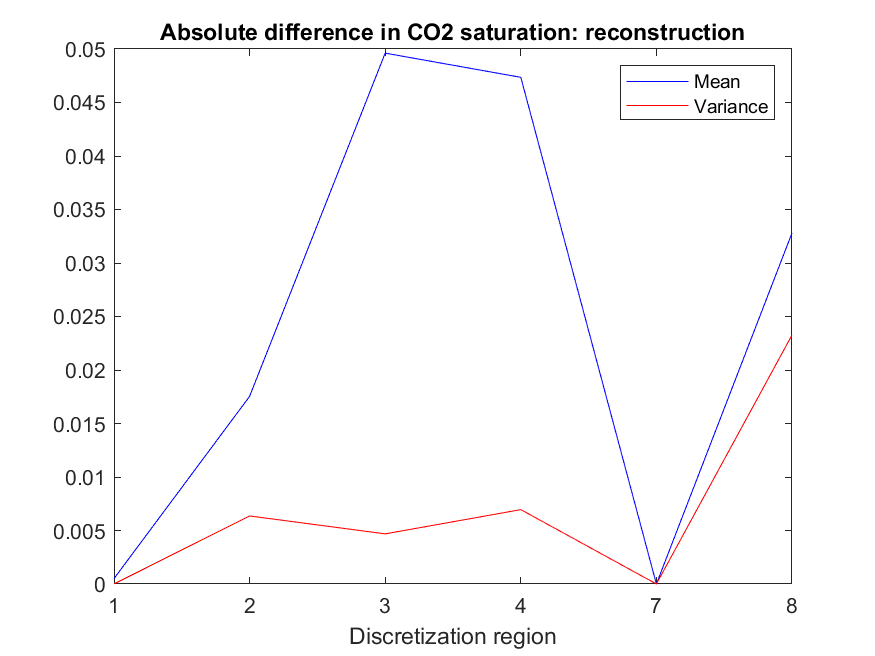 Absolute difference in CO2 saturation: reconstruction
0.05
0.045
0.04
0.035
0.03
0.025
0.02
0.015
0.01
0.005
0
Mean
Variance
1 2 3 4 7 8
Discretization region